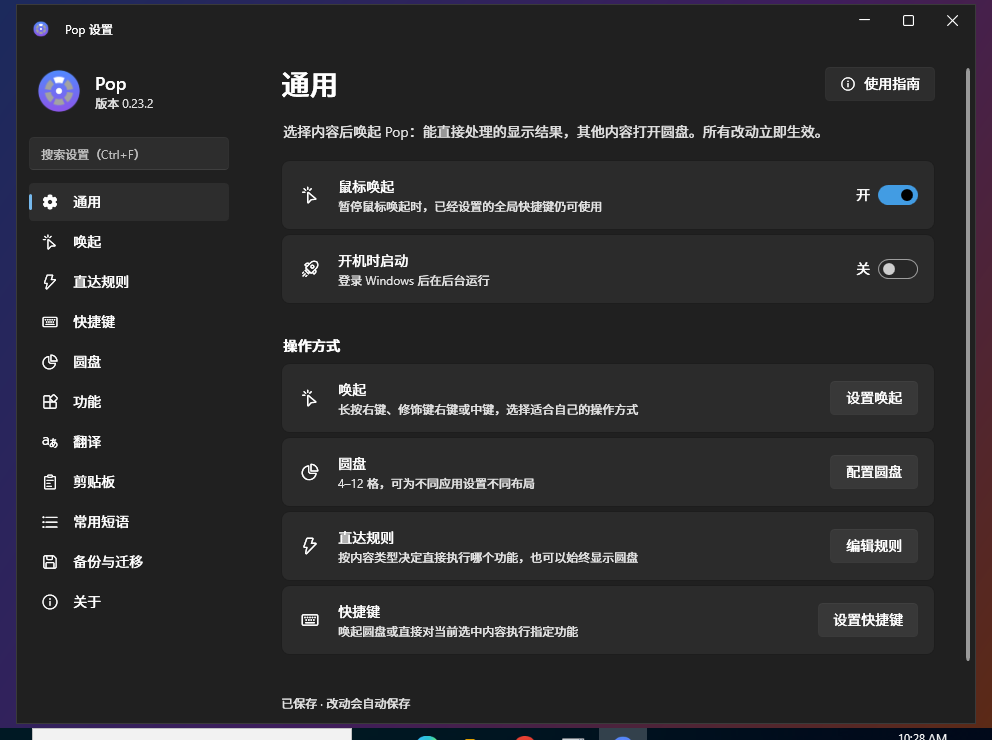 Pop 设置
Pop
版本 0.23.2
搜索设置（Ctrl+F）
通用
唤起
直达规则
快捷键
圆盘
功能
翻译
剪贴板
常用短语
备份与迁移
关于
通用
使用指南
选择内容后唤起 Pop：能直接处理的显示结果，其他内容打开圆盘。所有改动立即生效。
鼠标唤起
暂停鼠标唤起时，已经设置的全局快捷键仍可使用
开
开机时启动
登录 Windows 后在后台运行
关
操作方式
唤起
长按右键、修饰键右键或中键，选择适合自己的操作方式
设置唤起
圆盘
4–12 格，可为不同应用设置不同布局
配置圆盘
直达规则
按内容类型决定直接执行哪个功能，也可以始终显示圆盘
编辑规则
快捷键
唤起圆盘或直接对当前选中内容执行指定功能
设置快捷键
已保存 · 改动会自动保存
10:28 AM